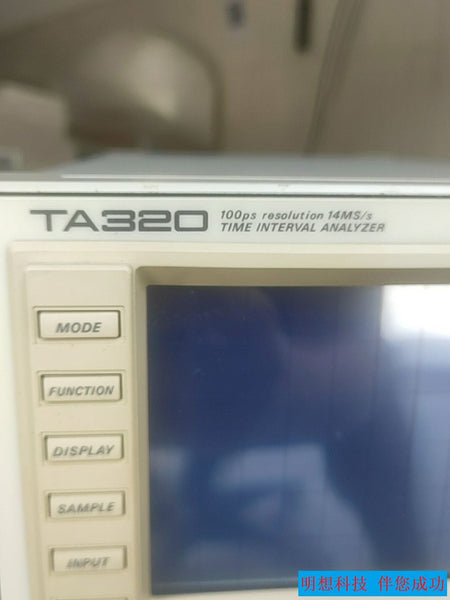 TA320 100ps resolution 14MS/s
TIME INTERVAL ANALYZER
MODE
FUNCTION
DISPLAY
SAMPLE
INPUT
明想科技 伴您成功